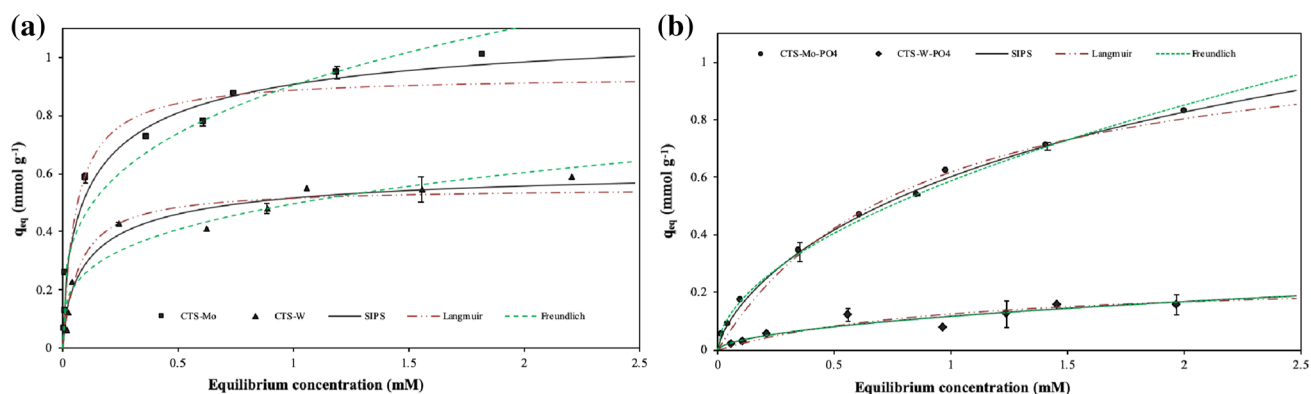 (a)
1
0.8
0.6
0.4
0.2
0
q_eq (mmol g⁻¹)
CTS-Mo CTS-W SIPS Langmuir Freundlich
0 0.5 1 1.5 2 2.5
Equilibrium concentration (mM)
(b)
CTS-Mo-PO4 CTS-W-PO4 SIPS Langmuir Freundlich
1
0.8
0.6
0.4
0.2
0
q_eq (mmol g⁻¹)
0 0.5 1 1.5 2 2.5
Equilibrium concentration (mM)